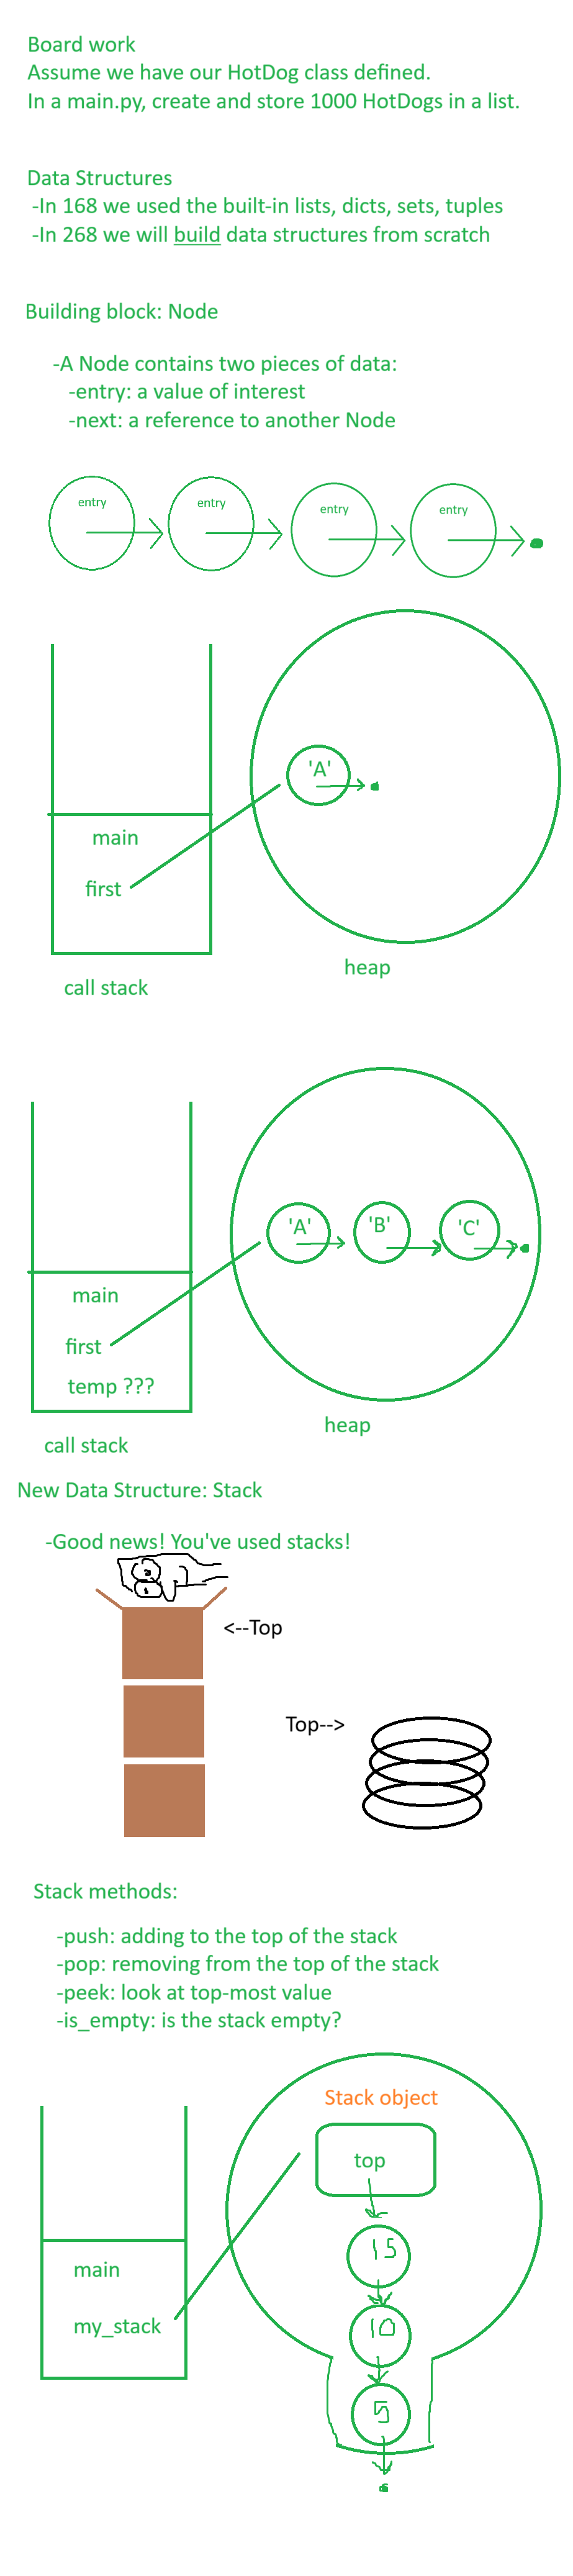 Board work
Assume we have our HotDog class defined.
In a main.py, create and store 1000 HotDogs in a list.
Data Structures
-In 168 we used the built-in lists, dicts, sets, tuples
-In 268 we will build data structures from scratch
Building block: Node
-A Node contains two pieces of data:
-entry: a value of interest
-next: a reference to another Node
entry entry entry entry
'A'
main
first
heap
call stack
'A' 'B' 'C'
main
first
temp ???
heap
call stack
New Data Structure: Stack
-Good news! You've used stacks!
<--Top
Top-->
Stack methods:
-push: adding to the top of the stack
-pop: removing from the top of the stack
-peek: look at top-most value
-is_empty: is the stack empty?
Stack object
top
15
main
my_stack
10
5